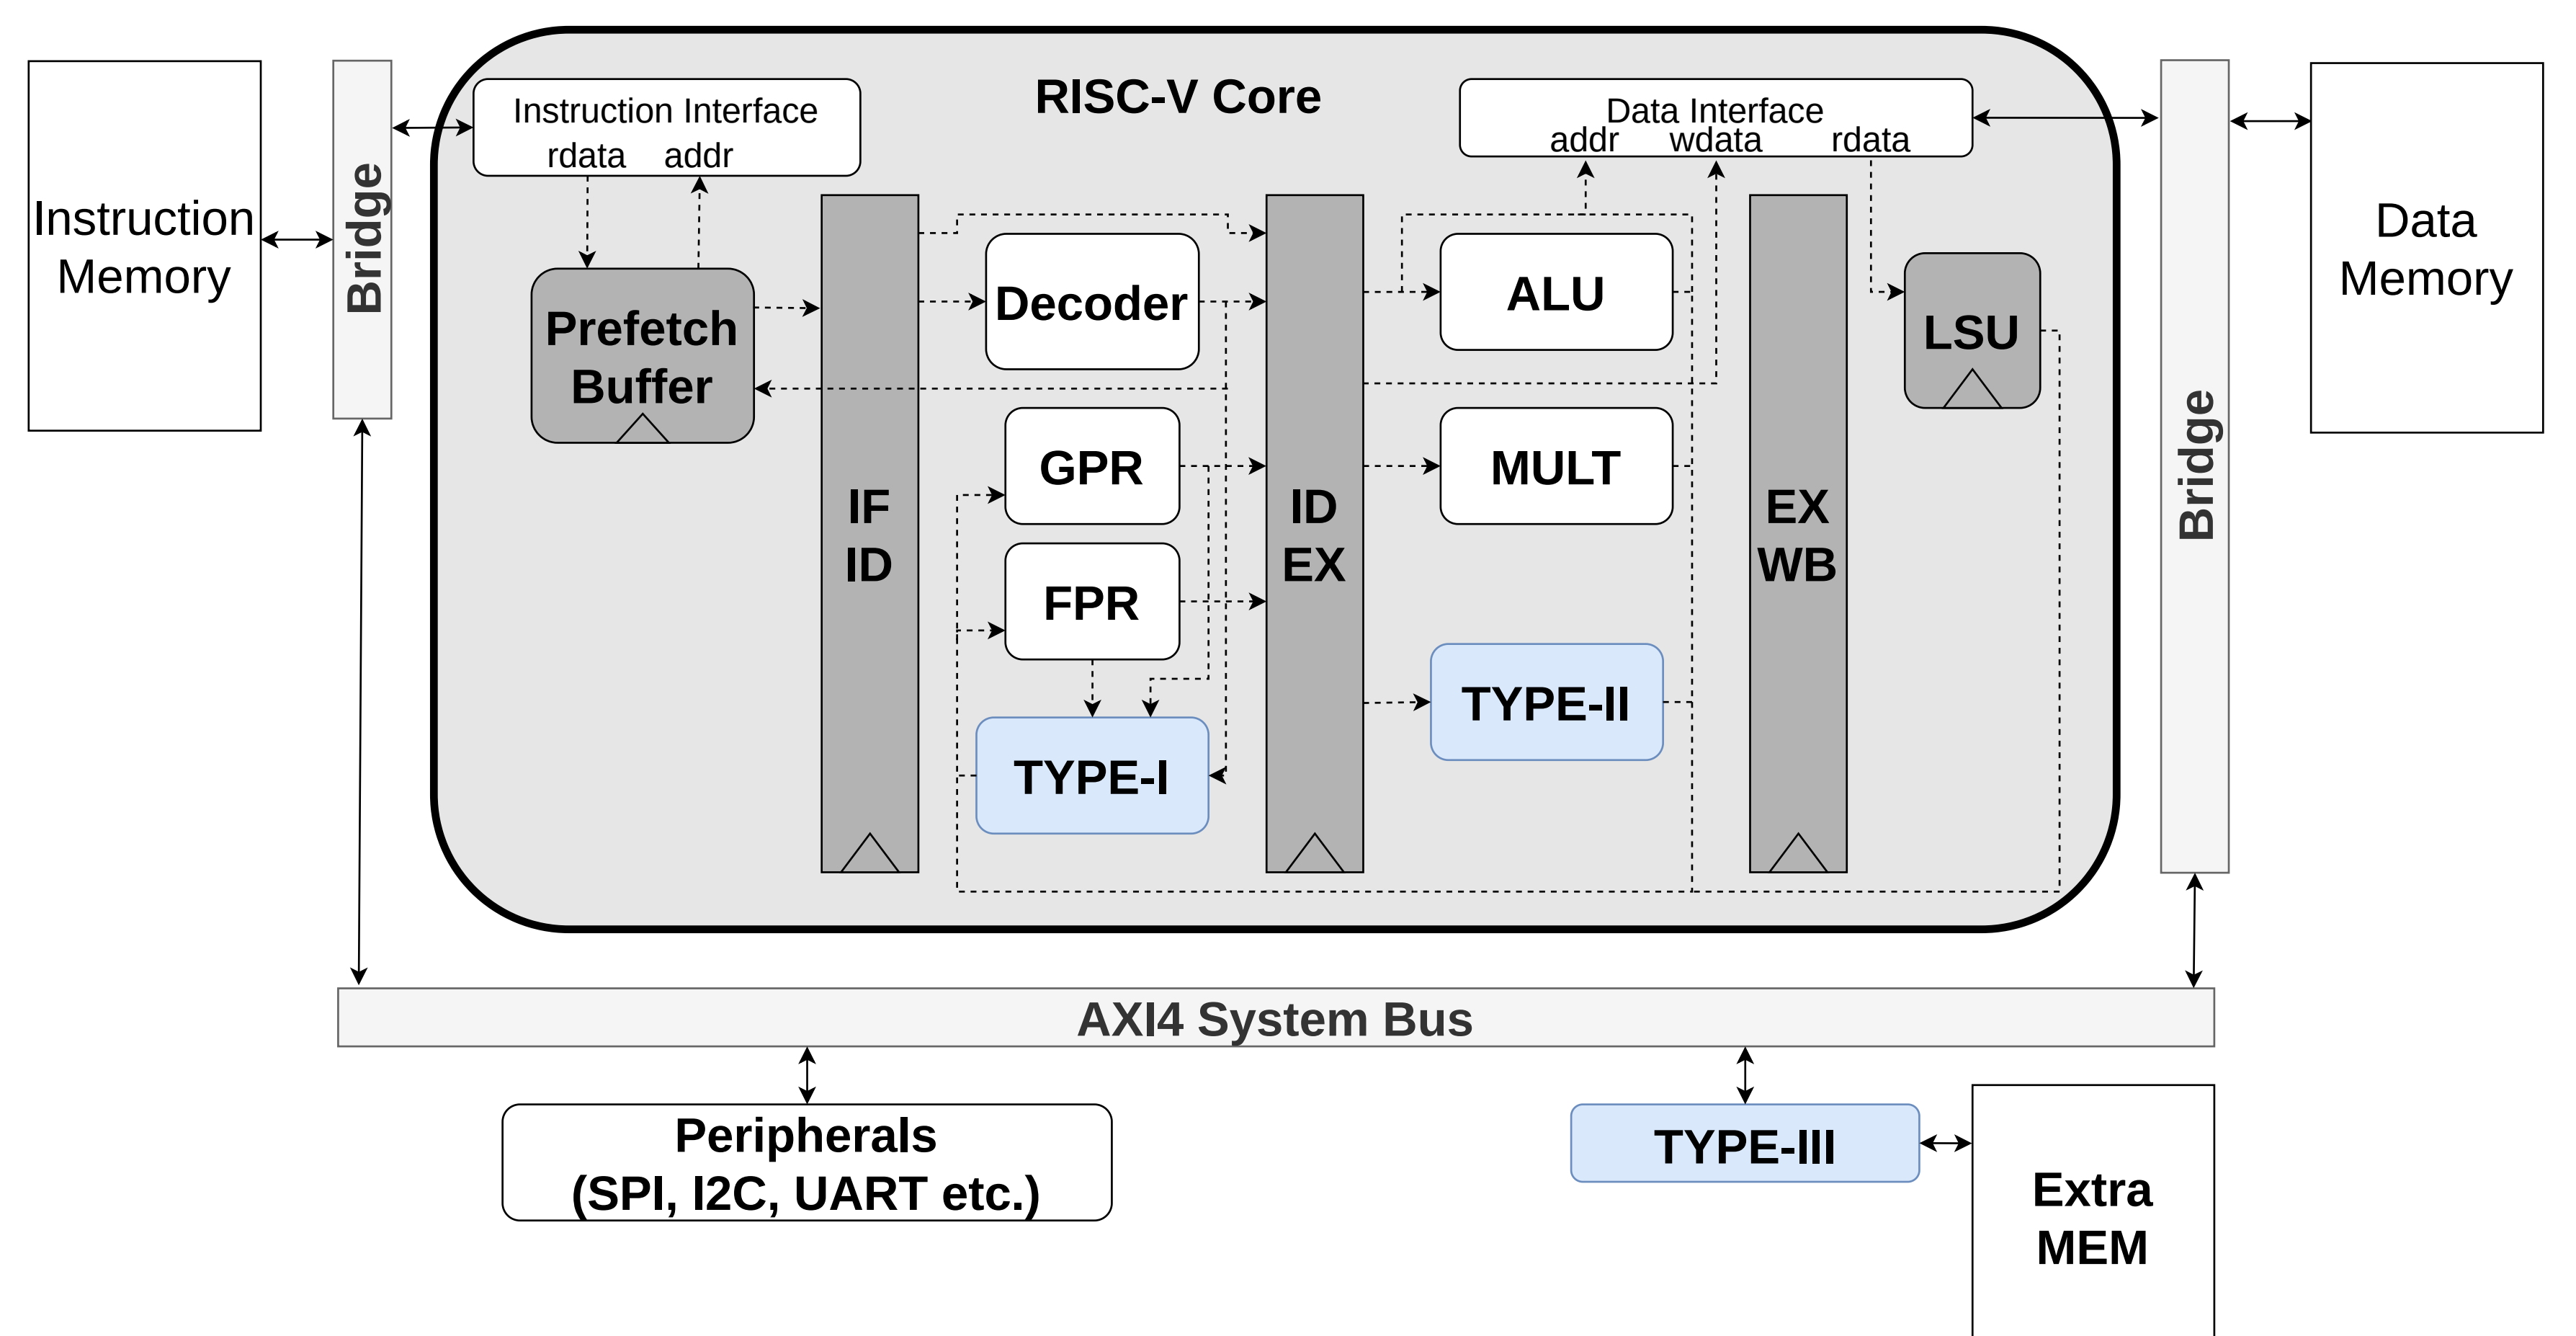 RISC-V Core
Instruction Interface
rdata addr
Data Interface
addr wdata rdata
Instruction
Memory
Bridge
Prefetch
Buffer
IF
ID
Decoder
GPR
FPR
TYPE-I
ID
EX
ALU
MULT
TYPE-II
EX
WB
LSU
Bridge
Data
Memory
AXI4 System Bus
Peripherals
(SPI, I2C, UART etc.)
TYPE-III
Extra
MEM